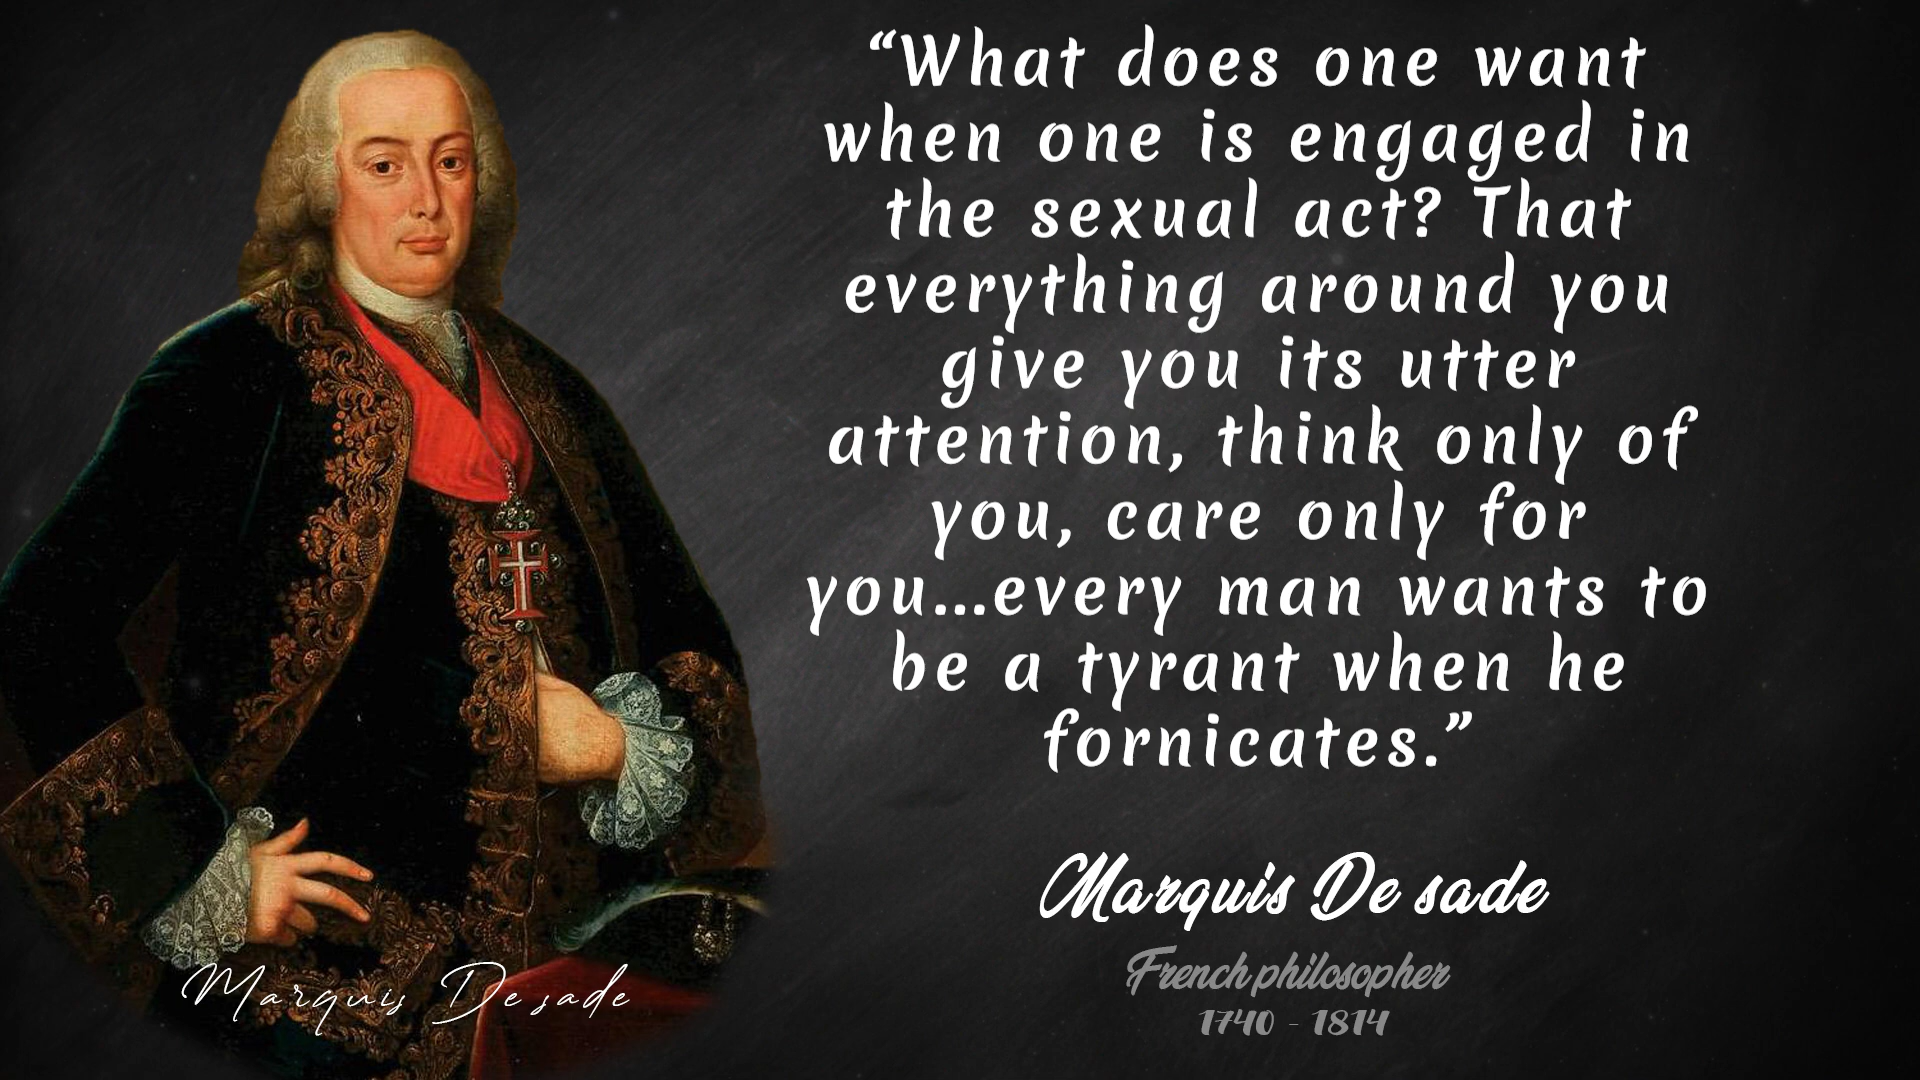 “What does one want
when one is engaged in
the sexual act? That
everything around you
give you its utter
attention, think only of
you, care only for
you...every man wants to
be a tyrant when he
fornicates.”
Marquis De sade
French philosopher
1740 - 1814
Marquis De sade